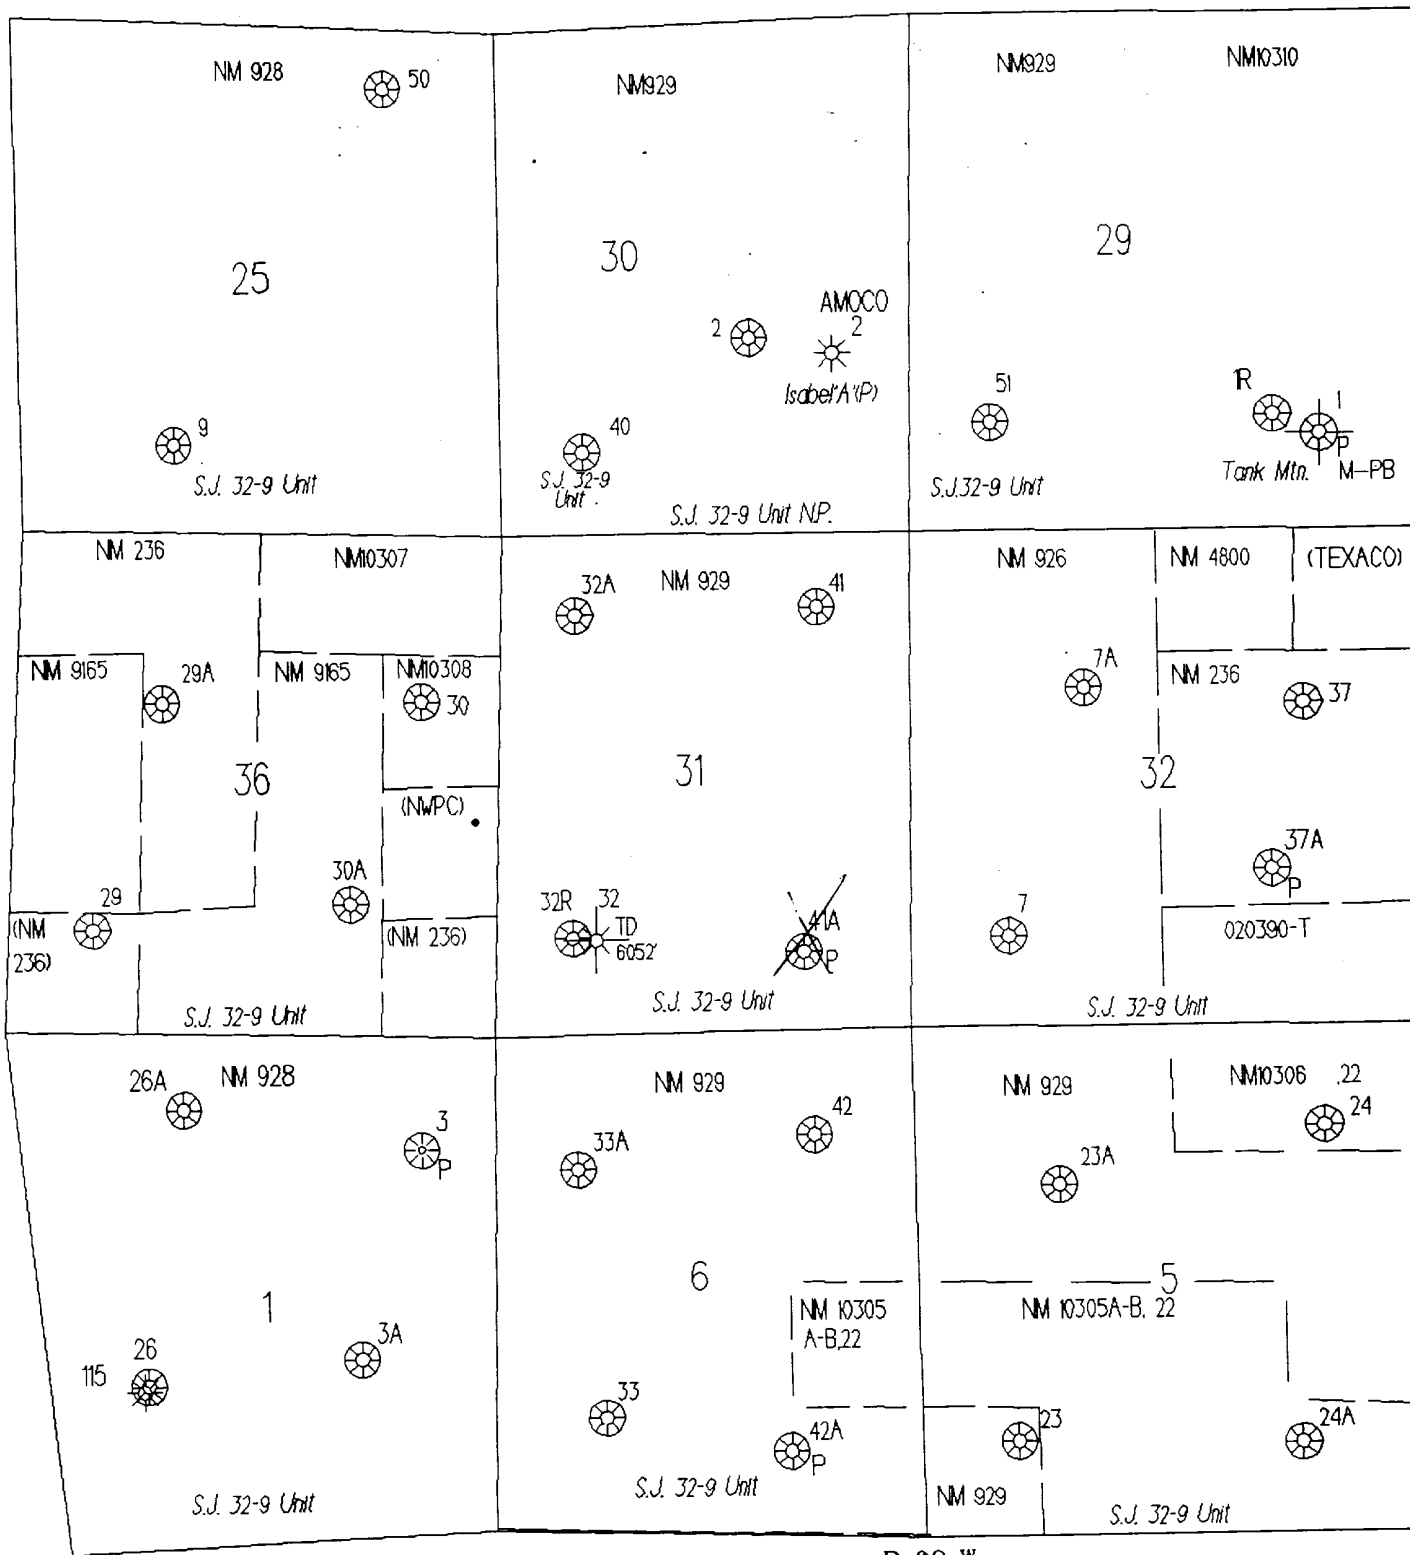 NM 928
50
25
9
S.J. 32-9 Unit
NM929
30
AMOCO
2
2
Isabel "A" (P)
40
S.J. 32-9
Unit
S.J. 32-9 Unit N.P.
NM929
NM10310
29
51
1R
1
P
S.J.32-9 Unit
Tank Mtn.
M-PB
NM 236
NM10307
NM 9165
29A
NM 9165
NM10308
30
36
(NWPC)
30A
29
(NM
236)
(NM 236)
S.J. 32-9 Unit
32A
NM 929
41
31
32R
32
TD
6052'
41A
P
S.J. 32-9 Unit
NM 926
NM 4800
(TEXACO)
7A
NM 236
37
32
37A
P
7
020390-T
S.J. 32-9 Unit
26A
NM 928
3
P
1
3A
26
115
S.J. 32-9 Unit
NM 929
42
33A
6
NM 10305
A-B,22
33
42A
P
S.J. 32-9 Unit
NM 929
NM10306
,22
24
23A
5
NM 10305A-B, 22
23
24A
NM 929
S.J. 32-9 Unit